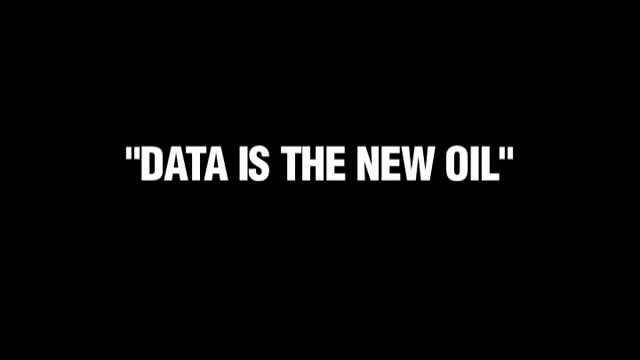 "DATA IS THE NEW OIL"